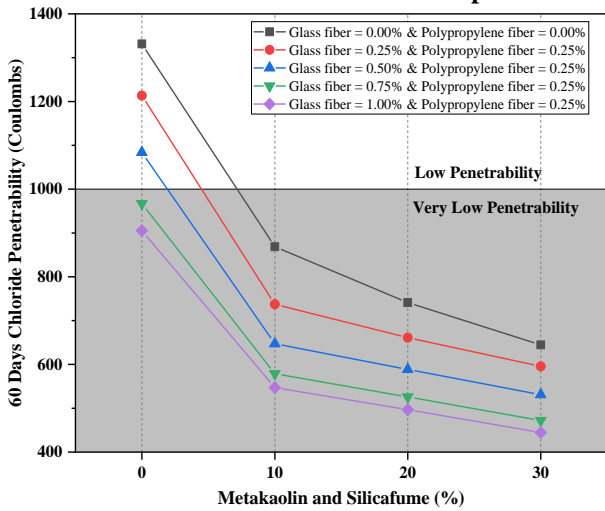 1400
1200
1000
800
600
400
60 Days Chloride Penetrability (Coulombs)
Glass fiber = 0.00% & Polypropylene fiber = 0.00%
Glass fiber = 0.25% & Polypropylene fiber = 0.25%
Glass fiber = 0.50% & Polypropylene fiber = 0.25%
Glass fiber = 0.75% & Polypropylene fiber = 0.25%
Glass fiber = 1.00% & Polypropylene fiber = 0.25%
Low Penetrability
Very Low Penetrability
0 10 20 30
Metakaolin and Silicafume (%)